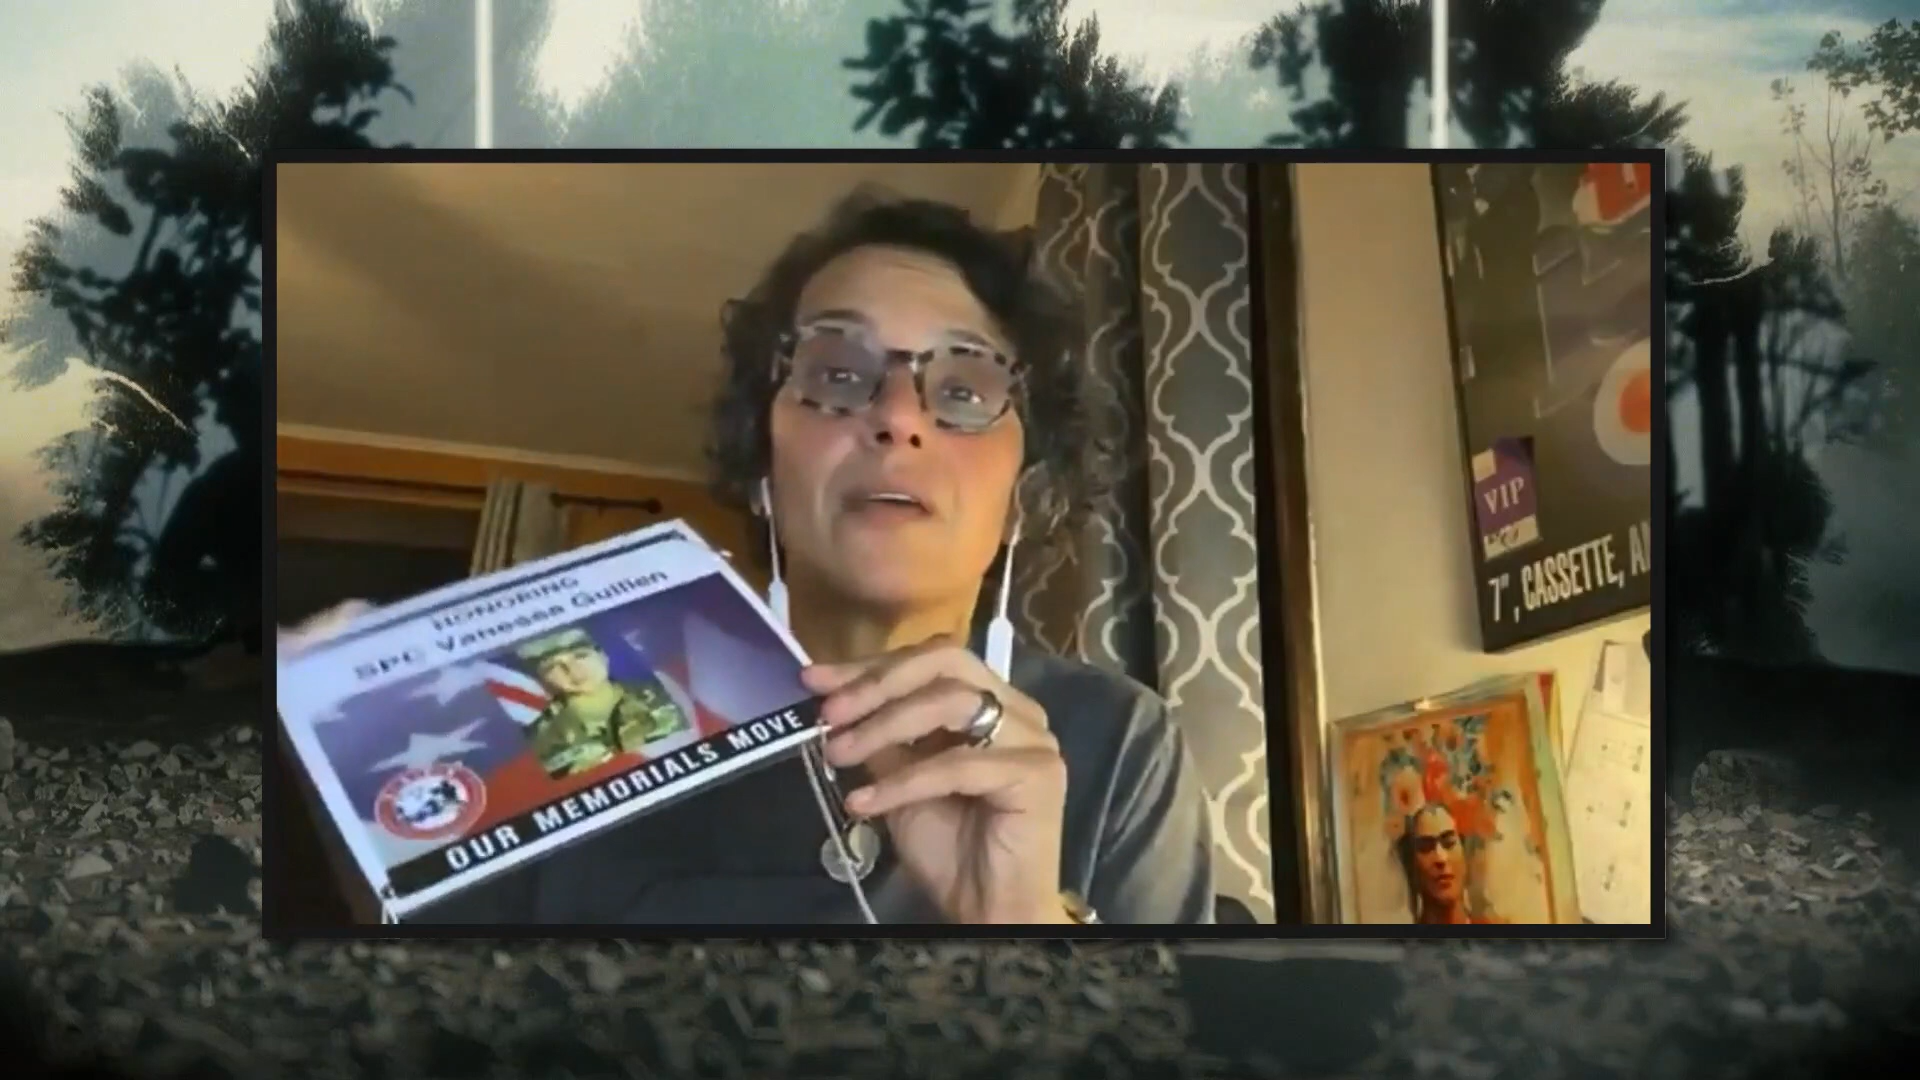 HONORING
SPC Vanessa Guillen
OUR MEMORIALS MOVE
VIP
7", CASSETTE,